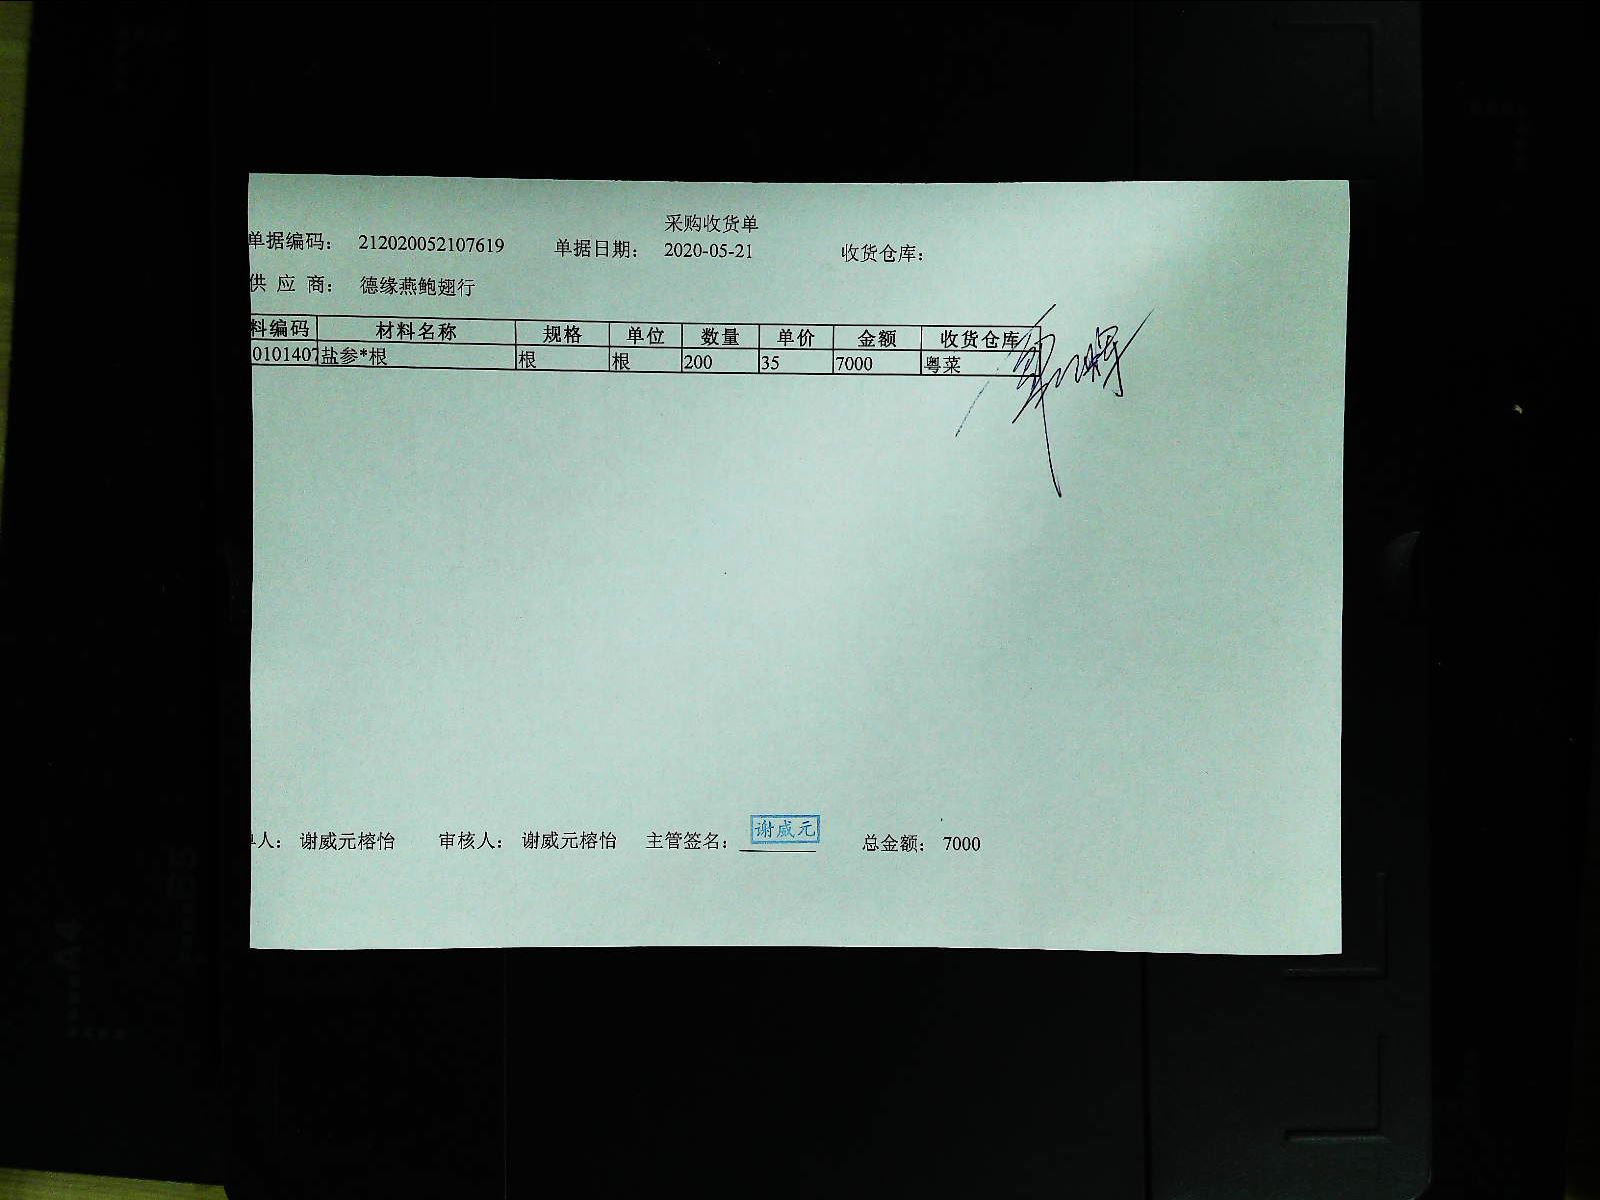 采购收货单
单据编码： 212020052107619 单据日期： 2020-05-21 收货仓库：
供 应 商： 德缘燕鲍翅行
料编码 材料名称 规格 单位 数量 单价 金额 收货仓库
0101407 盐参*根 根 根 200 35 7000 粤菜
人： 谢威元榕怡 审核人： 谢威元榕怡 主管签名： 谢威元 总金额： 7000
A4
B5